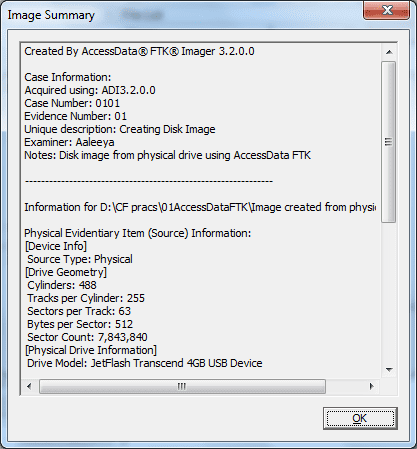 Image Summary
Created By AccessData® FTK® Imager 3.2.0.0
Case Information:
Acquired using: ADI3.2.0.0
Case Number: 0101
Evidence Number: 01
Unique description: Creating Disk Image
Examiner: Aaleeya
Notes: Disk image from physical drive using AccessData FTK
--------------------------------------------------------------
Information for D:\CF pracs\01AccessDataFTK\Image created from physic
Physical Evidentiary Item (Source) Information:
[Device Info]
Source Type: Physical
[Drive Geometry]
Cylinders: 488
Tracks per Cylinder: 255
Sectors per Track: 63
Bytes per Sector: 512
Sector Count: 7,843,840
[Physical Drive Information]
Drive Model: JetFlash Transcend 4GB USB Device
OK